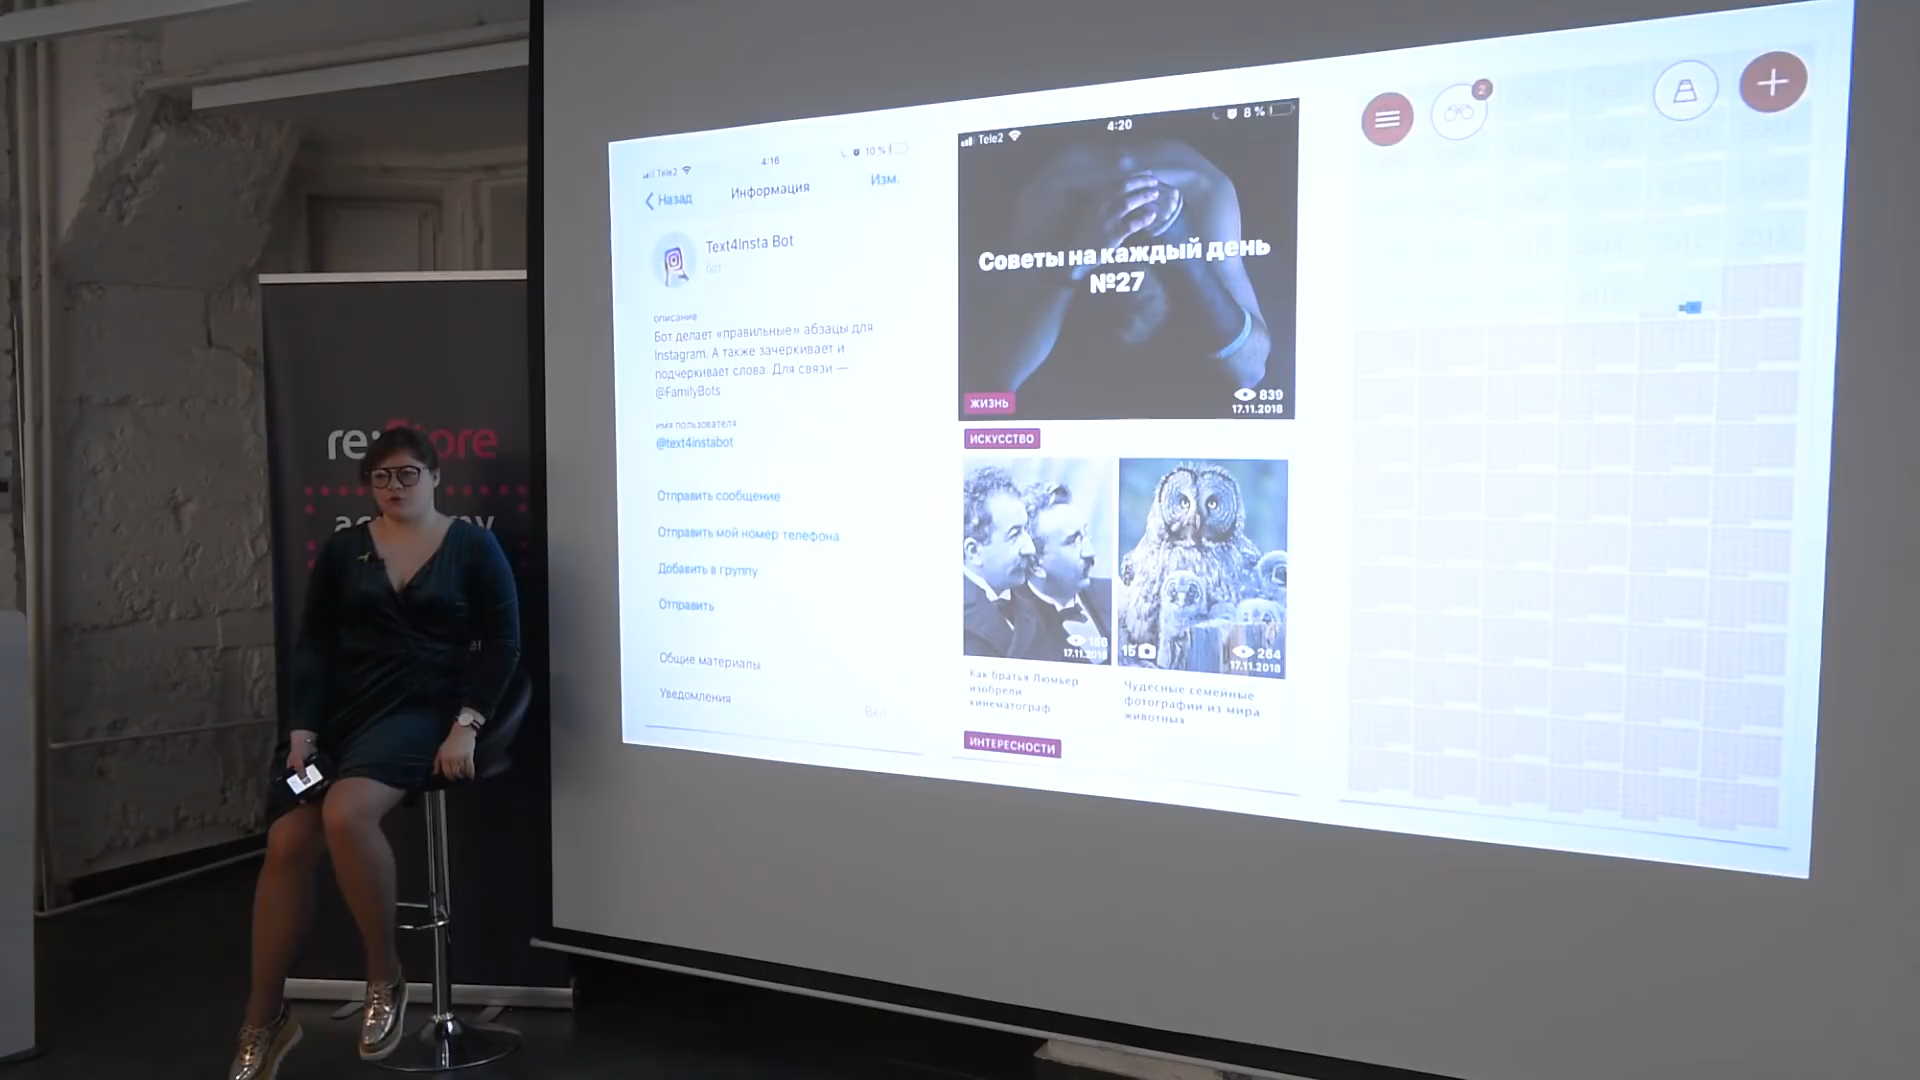 Tele2
4:16
10 %
Назад
Информация
Изм.
Text4Insta Bot
бот
описание
Бот делает «правильные» абзацы для
Instagram. А также зачеркивает и
подчеркивает слова. Для связи —
@FamilyBots
имя пользователя
@text4instabot
Отправить сообщение
Отправить мой номер телефона
Добавить в группу
Отправить
Общие материалы
Уведомления
Вкл
Tele2
4:20
8 %
Советы на каждый день
№27
ЖИЗНЬ
839
17.11.2018
ИСКУССТВО
17.11.2018
15
264
17.11.2018
Как братья Люмьер
изобрели
кинематограф
Чудесные семейные
фотографии из мира
животных
ИНТЕРЕСНОСТИ
2
re:Store